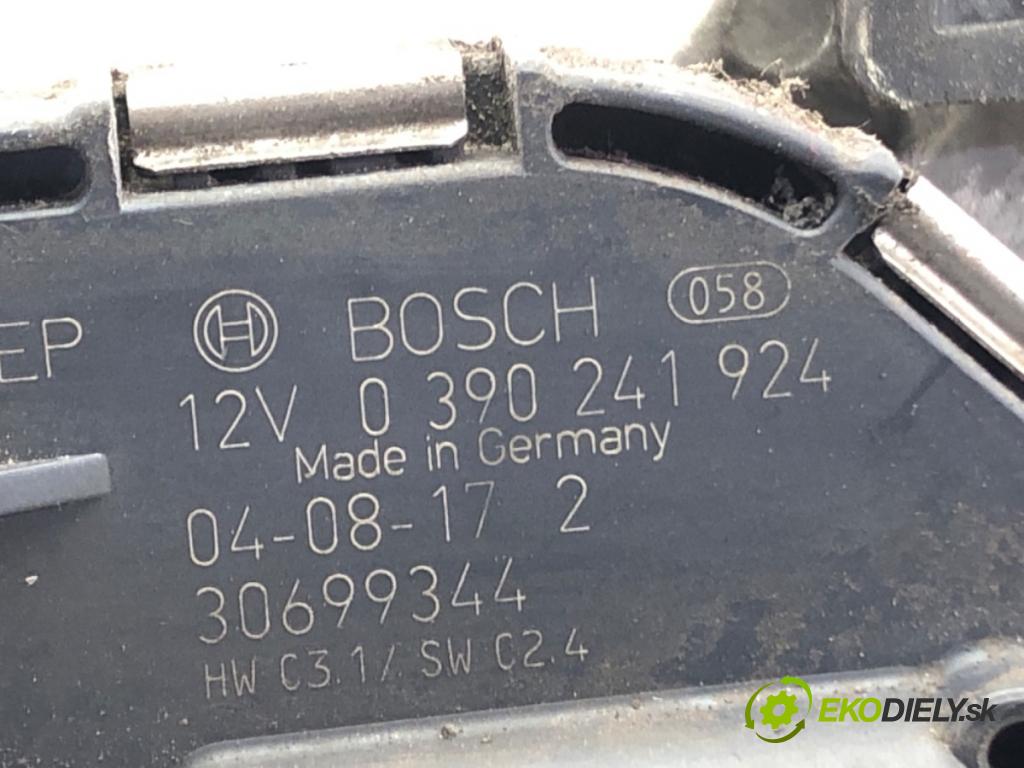 EP
H BOSCH 058
12V 0 390 241 924
Made in Germany
04-08-17 2
30699344
HW C3.1/ SW C2.4
EKODIELY.sk